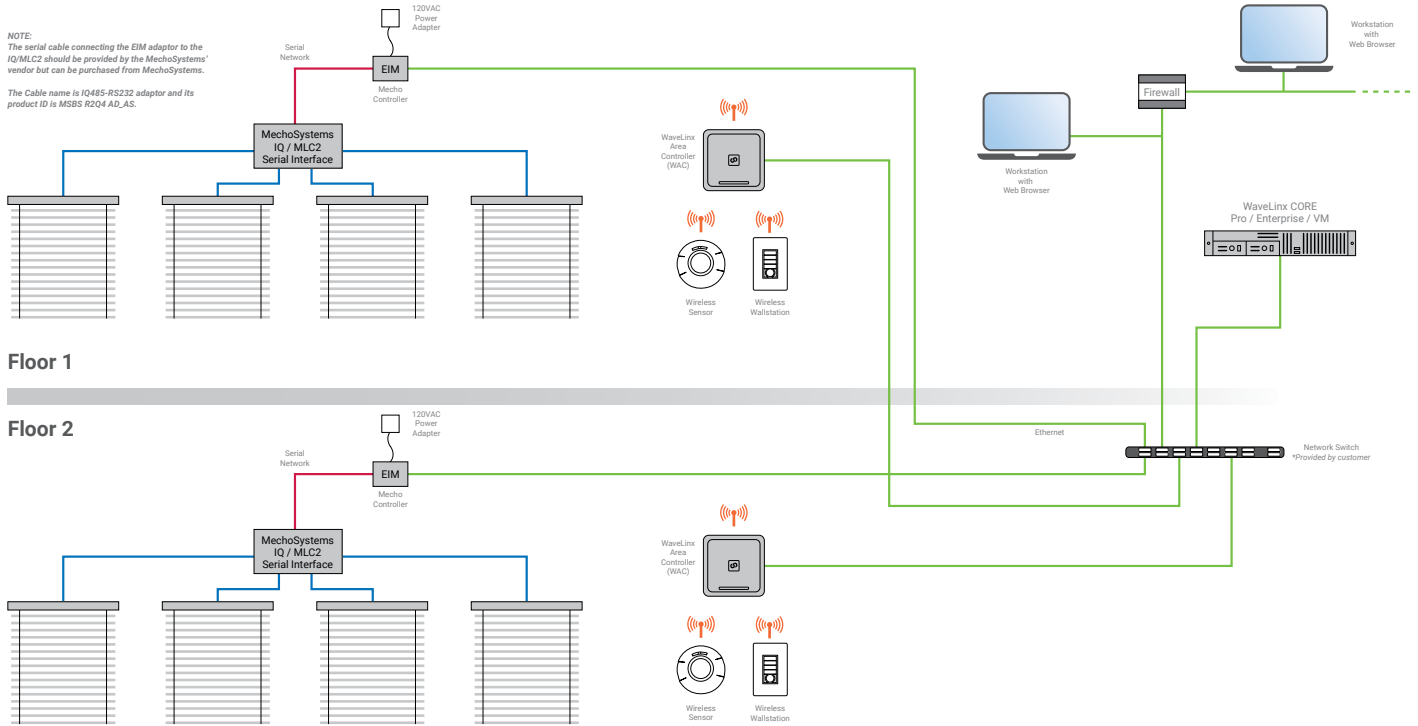 NOTE:
The serial cable connecting the EIM adaptor to the
IQ/MLC2 should be provided by the MechoSystems'
vendor but can be purchased from MechoSystems.
The Cable name is IQ485-RS232 adaptor and its
product ID is MSBS R2Q4 AD_AS.
120VAC
Power
Adapter
Serial
Network
EIM
Mecho
Controller
MechoSystems
IQ / MLC2
Serial Interface
WaveLinx
Area
Controller
(WAC)
Wireless
Sensor
Wireless
Wallstation
Workstation
with
Web Browser
Firewall
Workstation
with
Web Browser
WaveLinx CORE
Pro / Enterprise / VM
Floor 1
Floor 2
120VAC
Power
Adapter
Serial
Network
EIM
Mecho
Controller
MechoSystems
IQ / MLC2
Serial Interface
Ethernet
Network Switch
*Provided by customer
WaveLinx
Area
Controller
(WAC)
Wireless
Sensor
Wireless
Wallstation